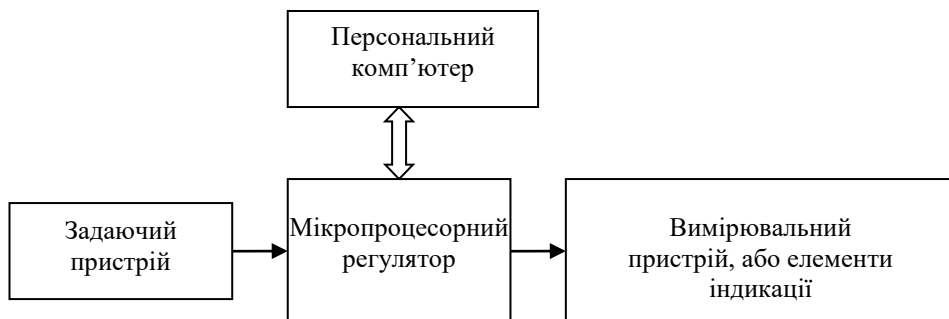 Персональний
комп’ютер
Задаючий
пристрій
Мікропроцесорний
регулятор
Вимірювальний
пристрій, або елементи
індикації